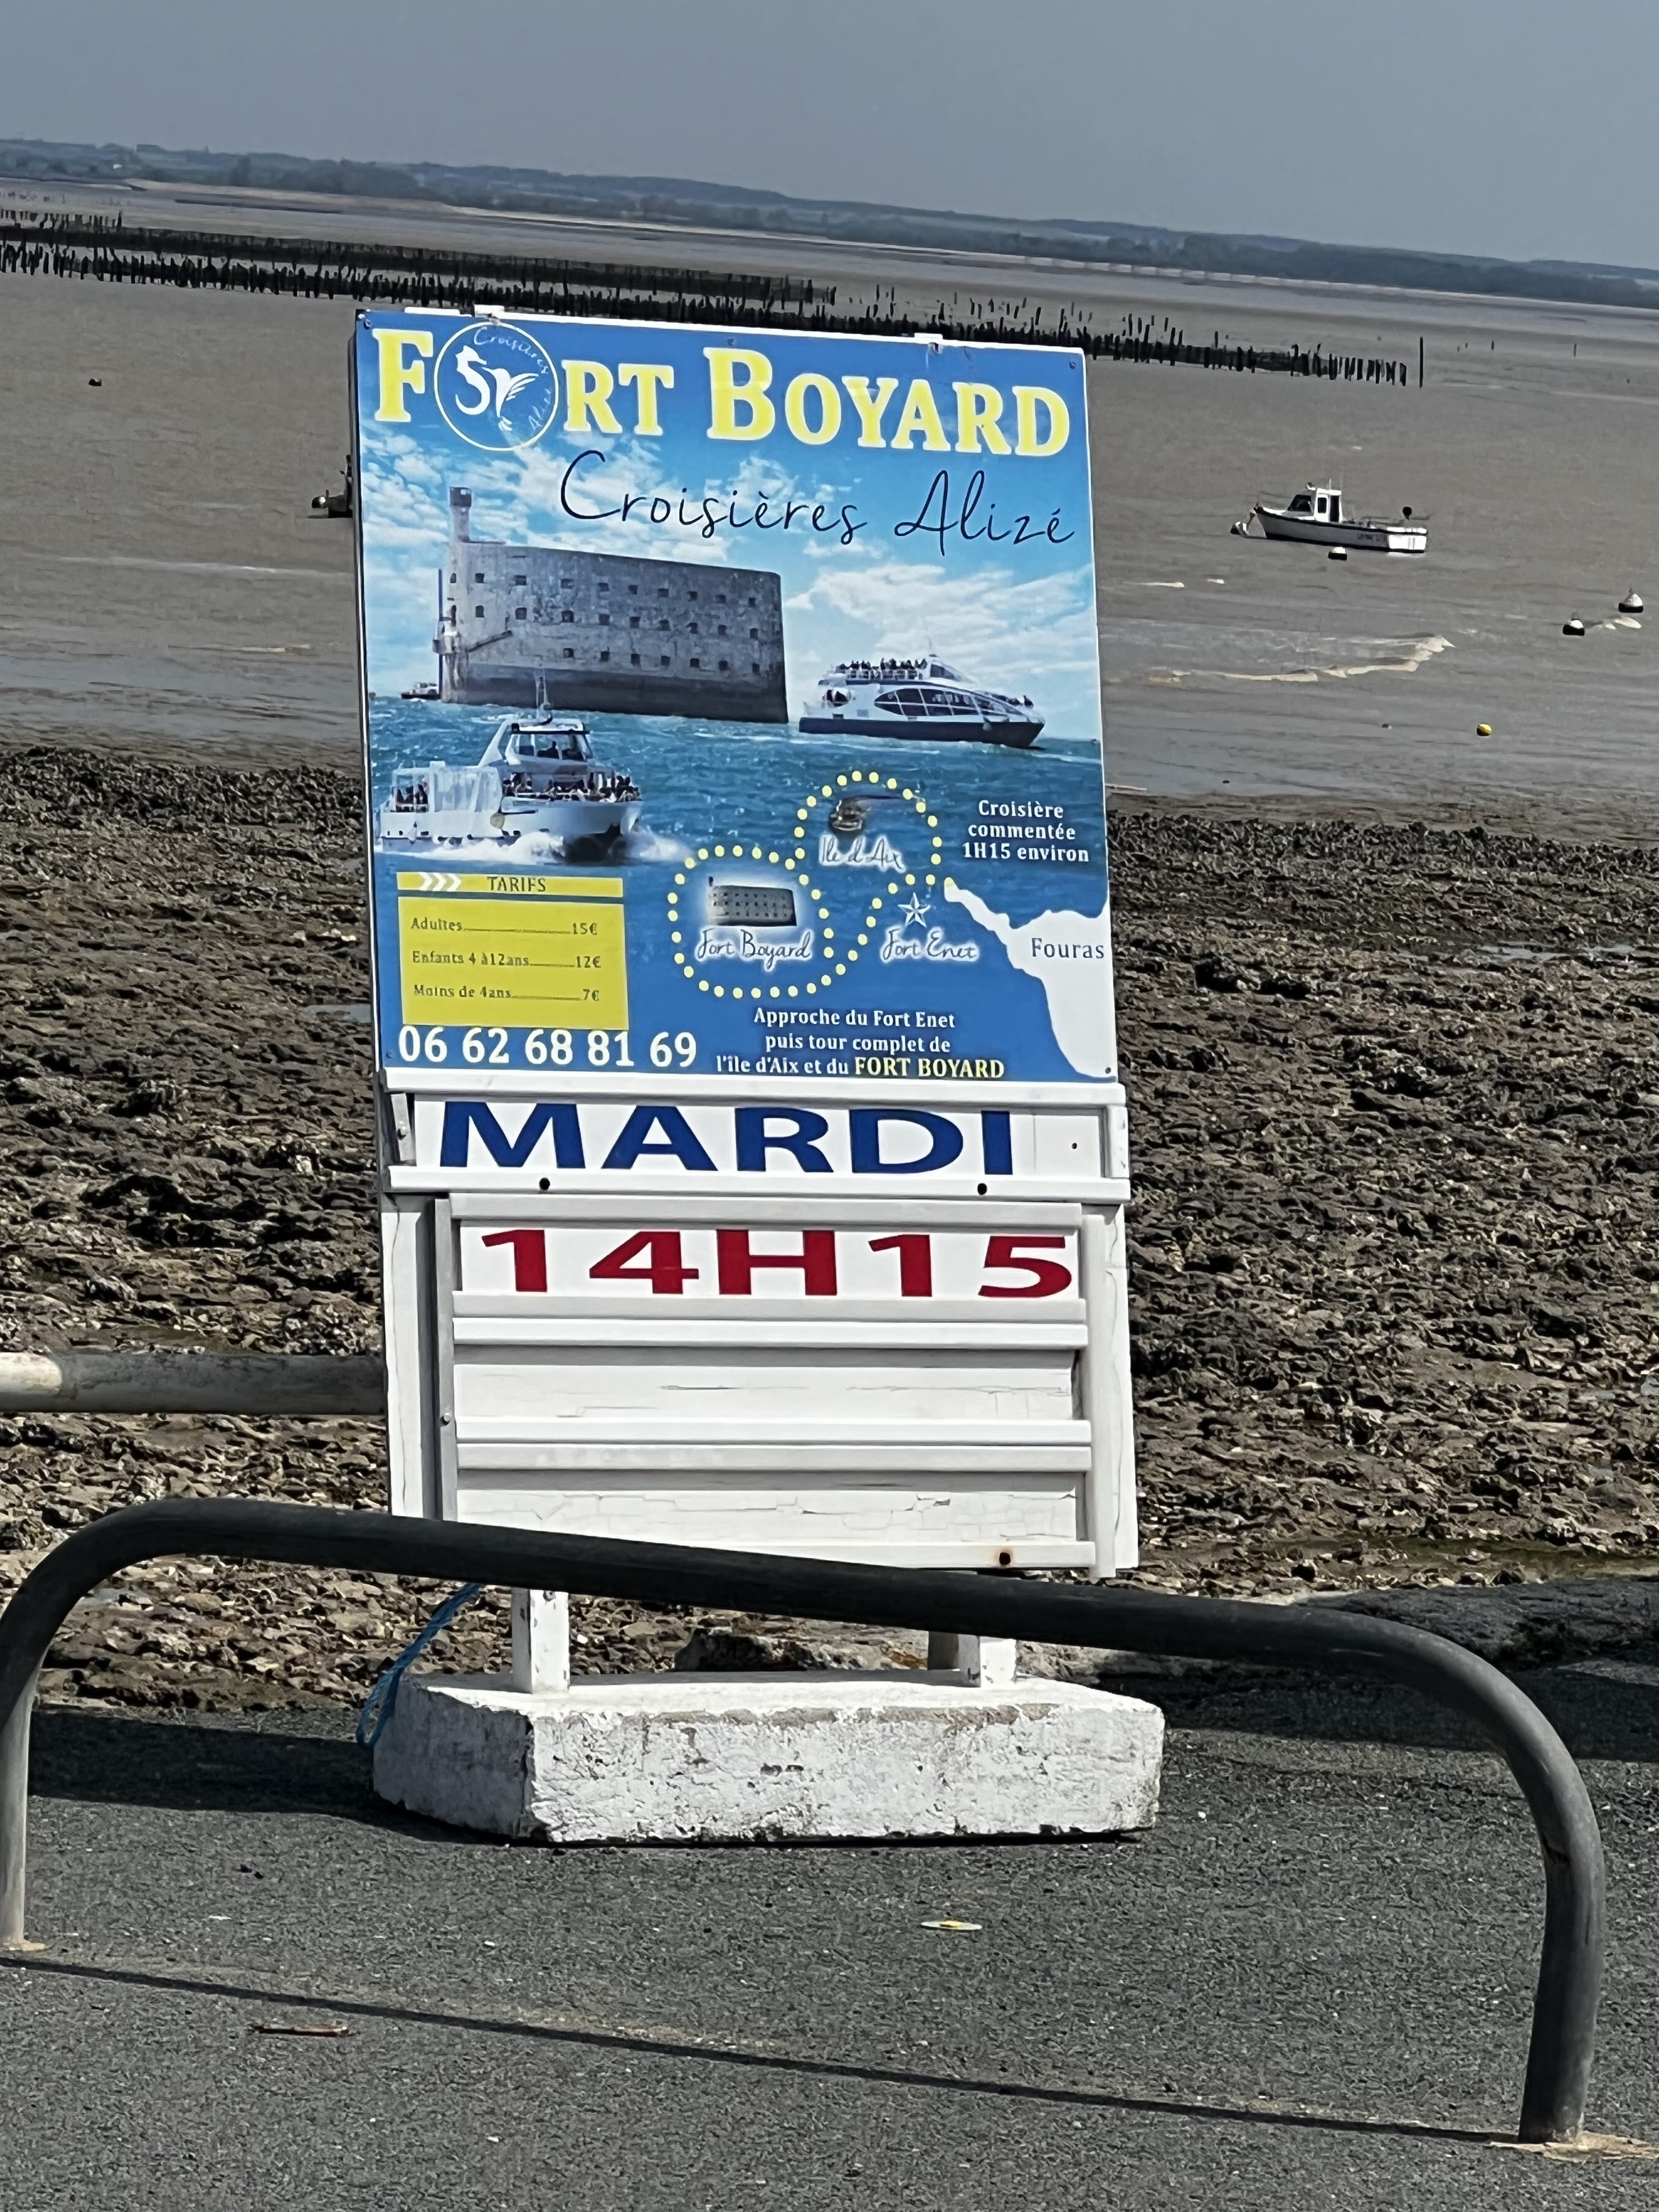 FORT BOYARD
Croisières Alizé
Croisières Alizé
Croisière
commentée
1H15 environ
Ile d'Aix
Fort Boyard
Fort Enet
Fouras
TARIFS
Adultes 15€
Enfants 4 à12ans 12€
Moins de 4ans 7€
06 62 68 81 69
Approche du Fort Enet
puis tour complet de
l'île d'Aix et du FORT BOYARD
MARDI
14H15